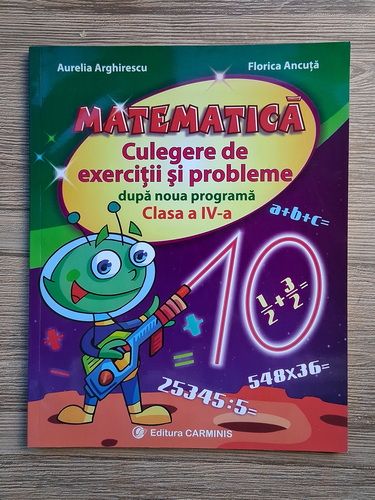 Aurelia Arghirescu Florica Ancuță
MATEMATICĂ
Culegere de
exerciții și probleme
după noua programă
Clasa a IV-a
a+b+c=
10
1/2+3/2=
548x36=
25345:5=
Editura CARMINIS